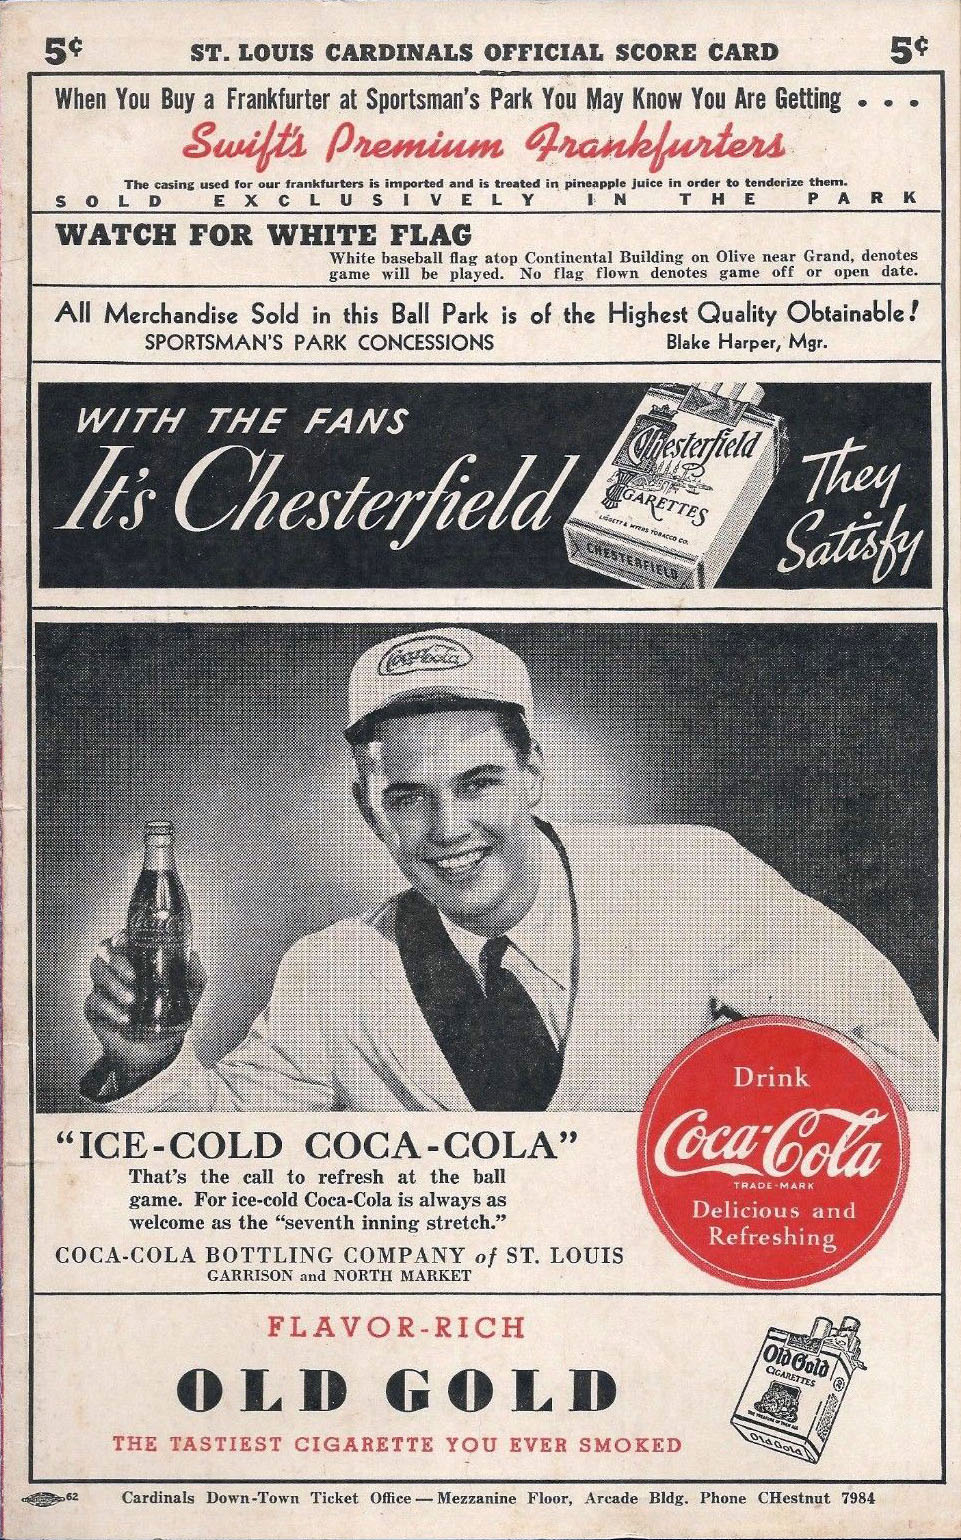 5¢ ST. LOUIS CARDINALS OFFICIAL SCORE CARD 5¢
When You Buy a Frankfurter at Sportsman's Park You May Know You Are Getting . . .
Swift's Premium Frankfurters
The casing used for our frankfurters is imported and is treated in pineapple juice in order to tenderize them.
SOLD EXCLUSIVELY IN THE PARK
WATCH FOR WHITE FLAG
White baseball flag atop Continental Building on Olive near Grand, denotes
game will be played. No flag flown denotes game off or open date.
All Merchandise Sold in this Ball Park is of the Highest Quality Obtainable!
SPORTSMAN'S PARK CONCESSIONS Blake Harper, Mgr.
WITH THE FANS
It's Chesterfield
Chesterfield
CIGARETTES
LIGGETT & MYERS TOBACCO CO.
CHESTERFIELD
They
Satisfy
Coca-Cola
Drink
Coca-Cola
TRADE-MARK
Delicious and
Refreshing
"ICE-COLD COCA-COLA"
That's the call to refresh at the ball
game. For ice-cold Coca-Cola is always as
welcome as the "seventh inning stretch."
COCA-COLA BOTTLING COMPANY of ST. LOUIS
GARRISON and NORTH MARKET
FLAVOR-RICH
OLD GOLD
THE TASTIEST CIGARETTE YOU EVER SMOKED
Old Gold
CIGARETTES
Old Gold
62
Cardinals Down-Town Ticket Office — Mezzanine Floor, Arcade Bldg. Phone CHestnut 7984